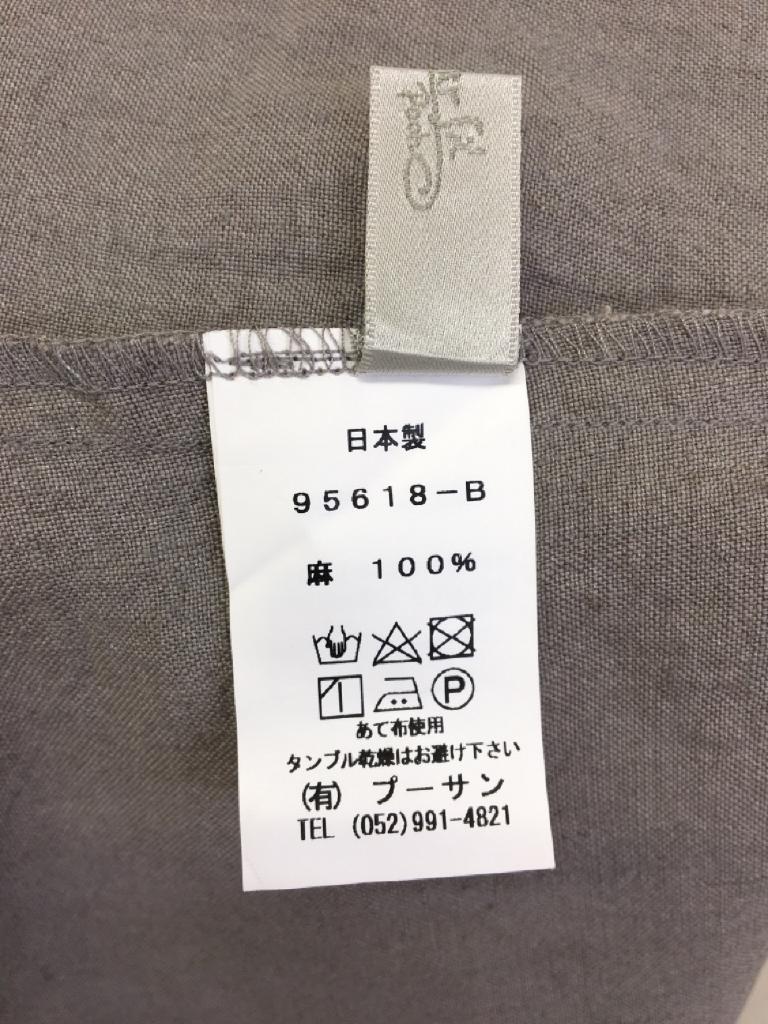 Pooh
日本製
95618-B
麻 100%
P
あて布使用
タンブル乾燥はお避け下さい
(有) プーサン
TEL (052)991-4821